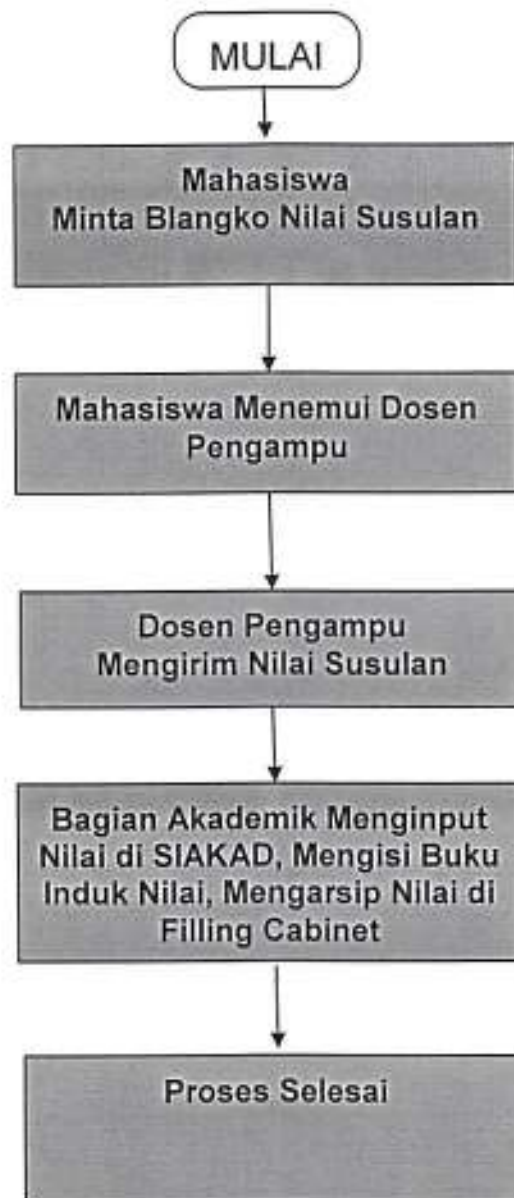 MULAI
Mahasiswa
Minta Blangko Nilai Susulan
Mahasiswa Menemui Dosen
Pengampu
Dosen Pengampu
Mengirim Nilai Susulan
Bagian Akademik Menginput
Nilai di SIAKAD, Mengisi Buku
Induk Nilai, Mengarsip Nilai di
Filling Cabinet
Proses Selesai